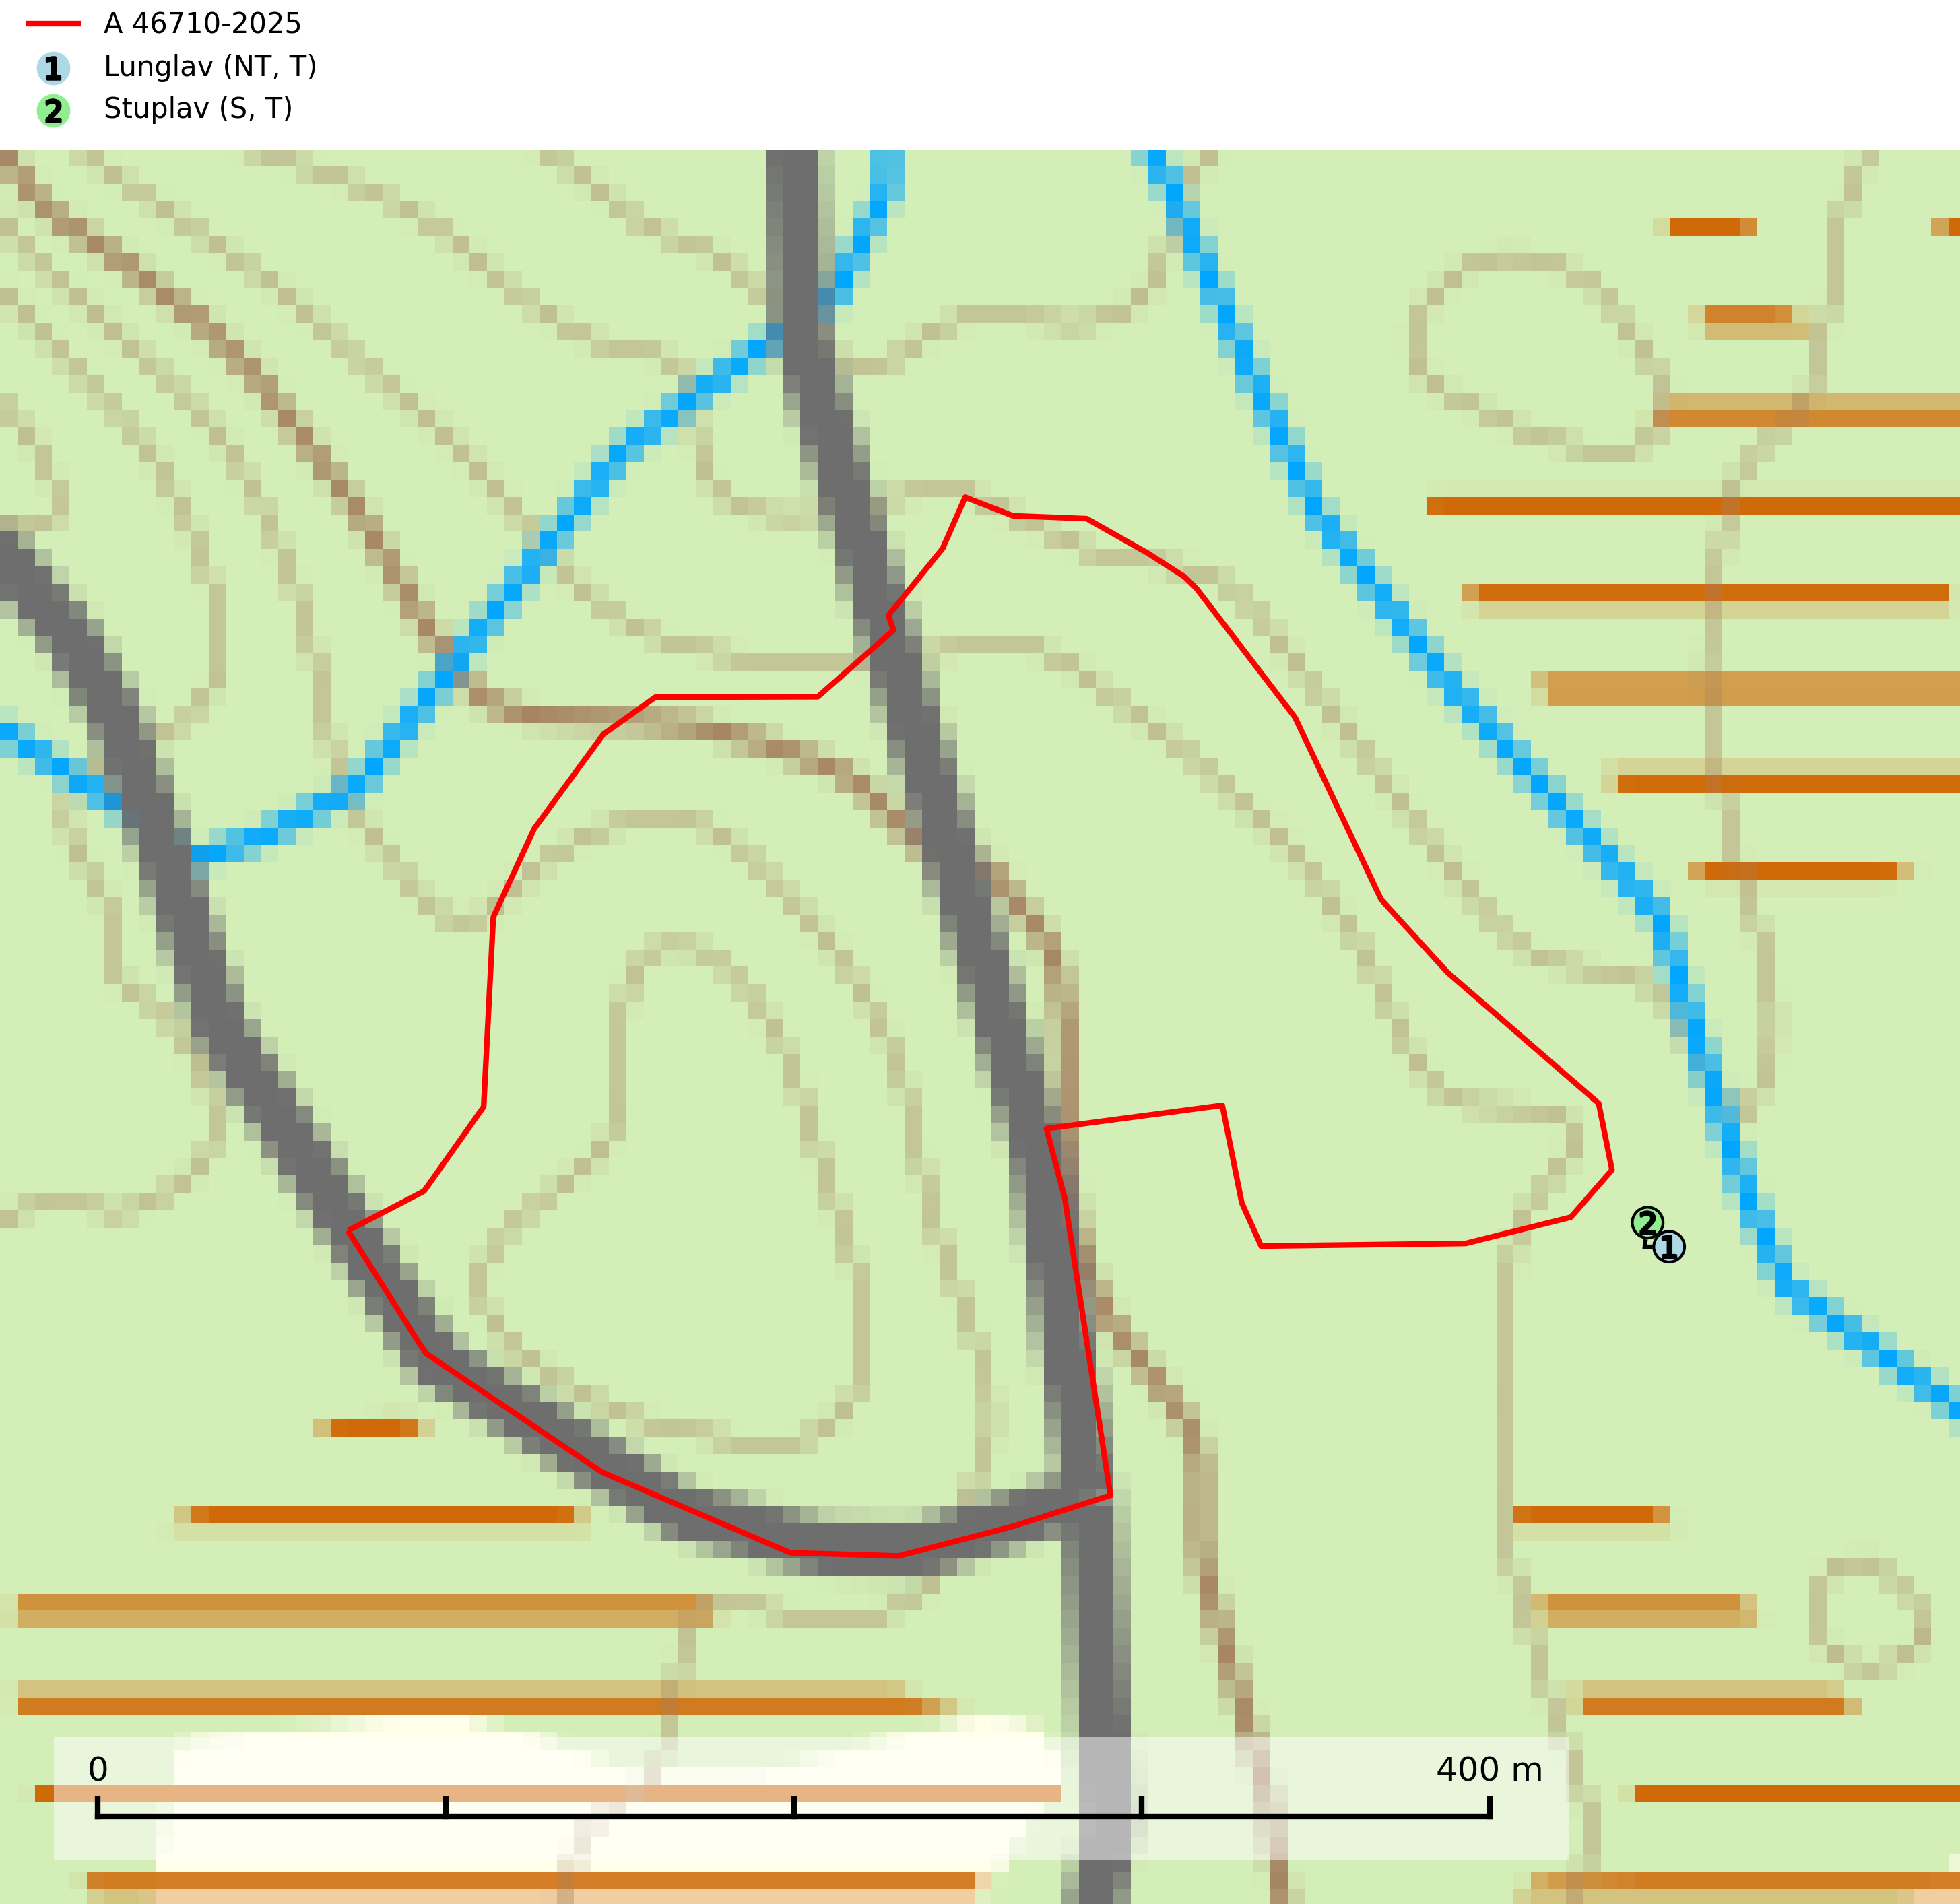 A 46710-2025
1 Lunglav (NT, T)
2 Stuplav (S, T)
2
1
0 400 m